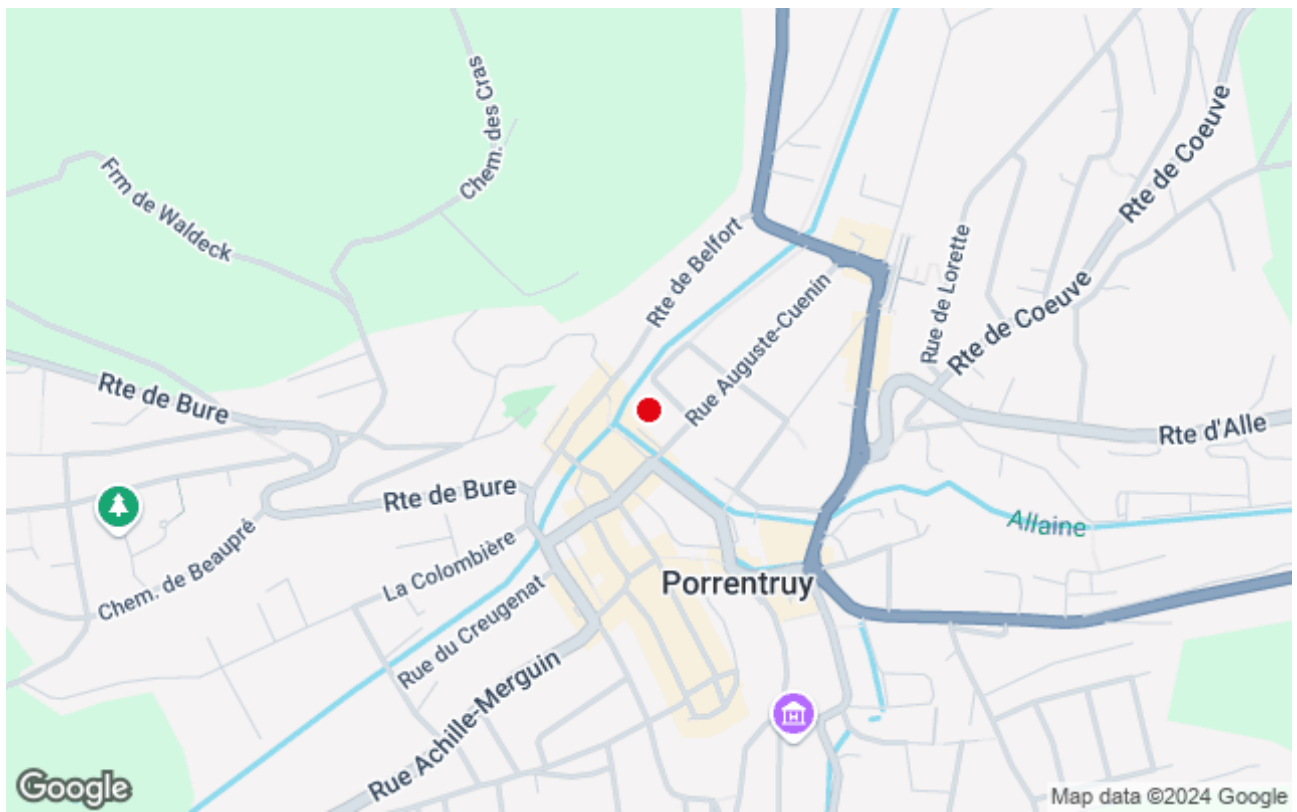 Chem. des Cras
Frm de Waldeck
Rte de Coeuve
Rte de Belfort
Rue de Lorette
Rue Auguste-Cuenin
Rte de Coeuve
Rte de Bure
Rte d'Alle
Rte de Bure
Allaine
Chem. de Beaupré
La Colombière
Porrentruy
Rue du Creugenat
Rue Achille-Merguin
Google
Map data ©2024 Google